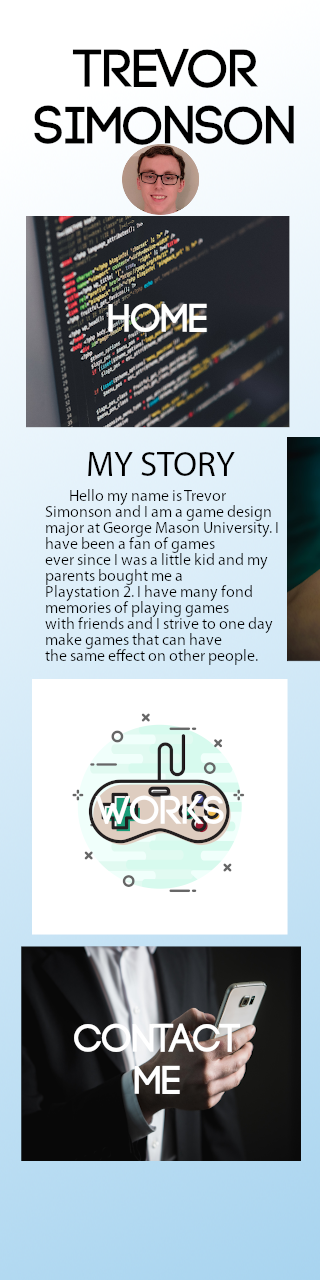 TREVOR
SIMONSON
HOME
MY STORY
Hello my name is Trevor
Simonson and I am a game design
major at George Mason University. I
have been a fan of games
ever since I was a little kid and my
parents bought me a
Playstation 2. I have many fond
memories of playing games
with friends and I strive to one day
make games that can have
the same effect on other people.
WORKS
CONTACT
ME